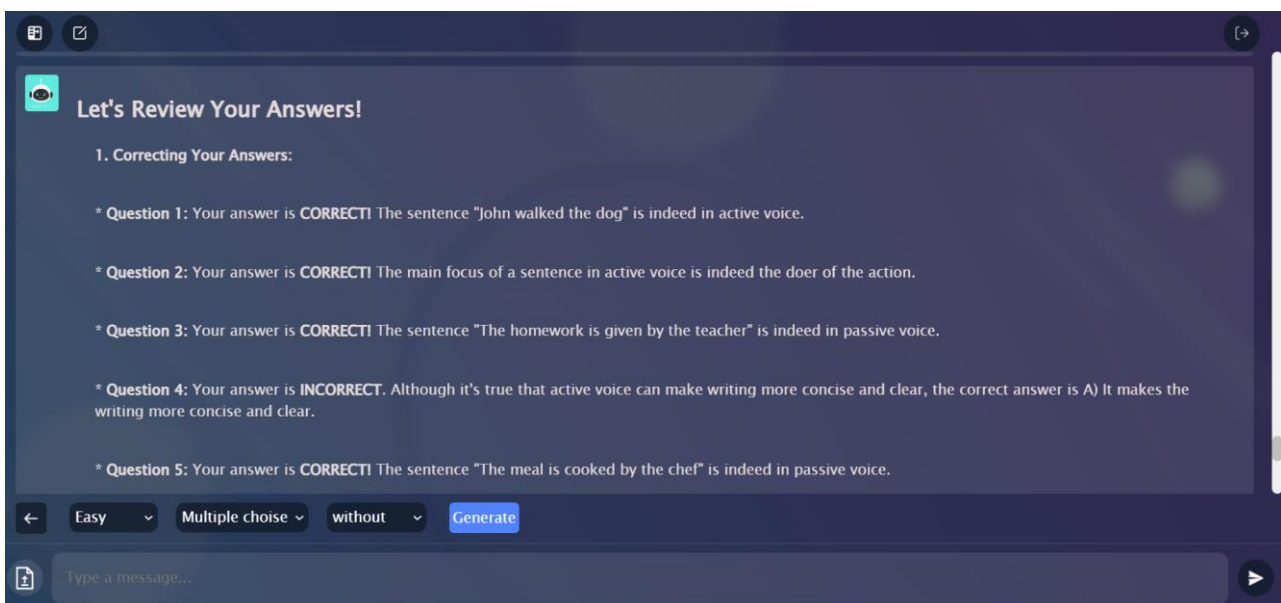 Let's Review Your Answers!
1. Correcting Your Answers:
* Question 1: Your answer is CORRECT! The sentence "John walked the dog" is indeed in active voice.
* Question 2: Your answer is CORRECT! The main focus of a sentence in active voice is indeed the doer of the action.
* Question 3: Your answer is CORRECT! The sentence "The homework is given by the teacher" is indeed in passive voice.
* Question 4: Your answer is INCORRECT. Although it's true that active voice can make writing more concise and clear, the correct answer is A) It makes the
writing more concise and clear.
* Question 5: Your answer is CORRECT! The sentence "The meal is cooked by the chef" is indeed in passive voice.
Easy Multiple choise without Generate
Type a message...